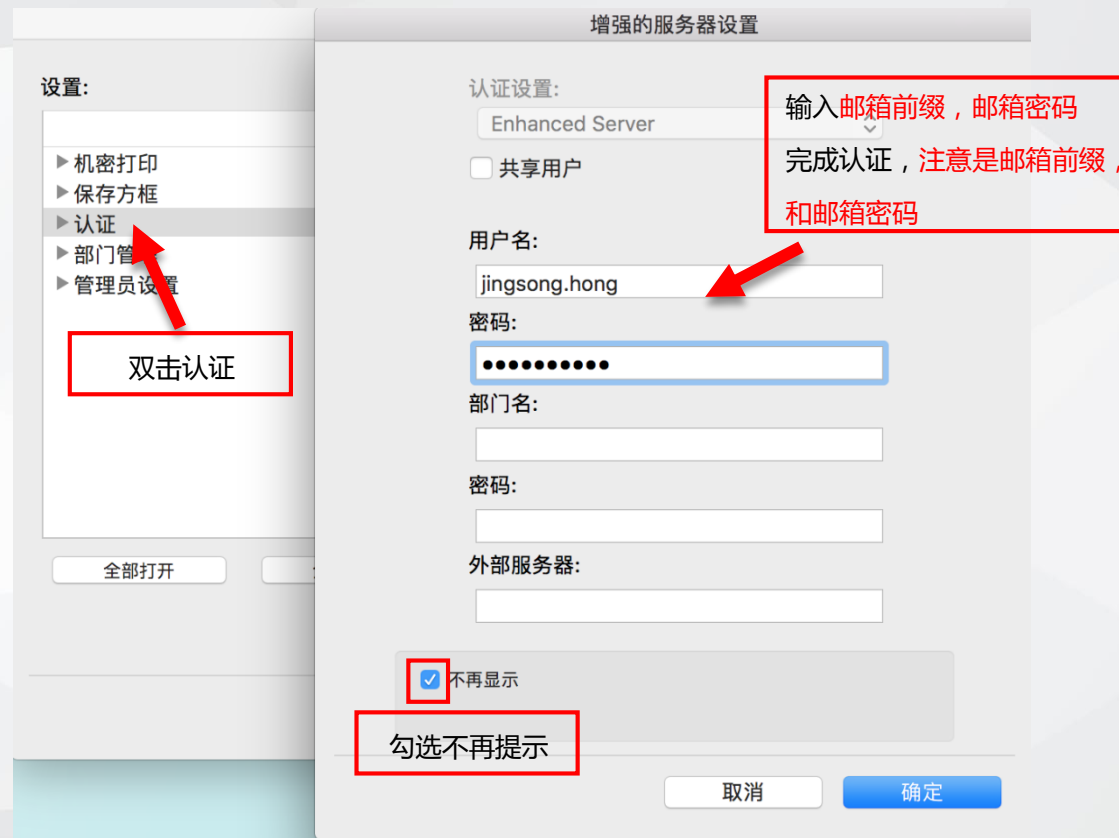 增强的服务器设置
设置:
机密打印
保存方框
认证
部门管
管理员设置
双击认证
全部打开
认证设置:
Enhanced Server
共享用户
输入邮箱前缀，邮箱密码
完成认证，注意是邮箱前缀，
和邮箱密码
用户名:
jingsong.hong
密码:
••••••••••
部门名:
密码:
外部服务器:
不再显示
勾选不再提示
取消
确定